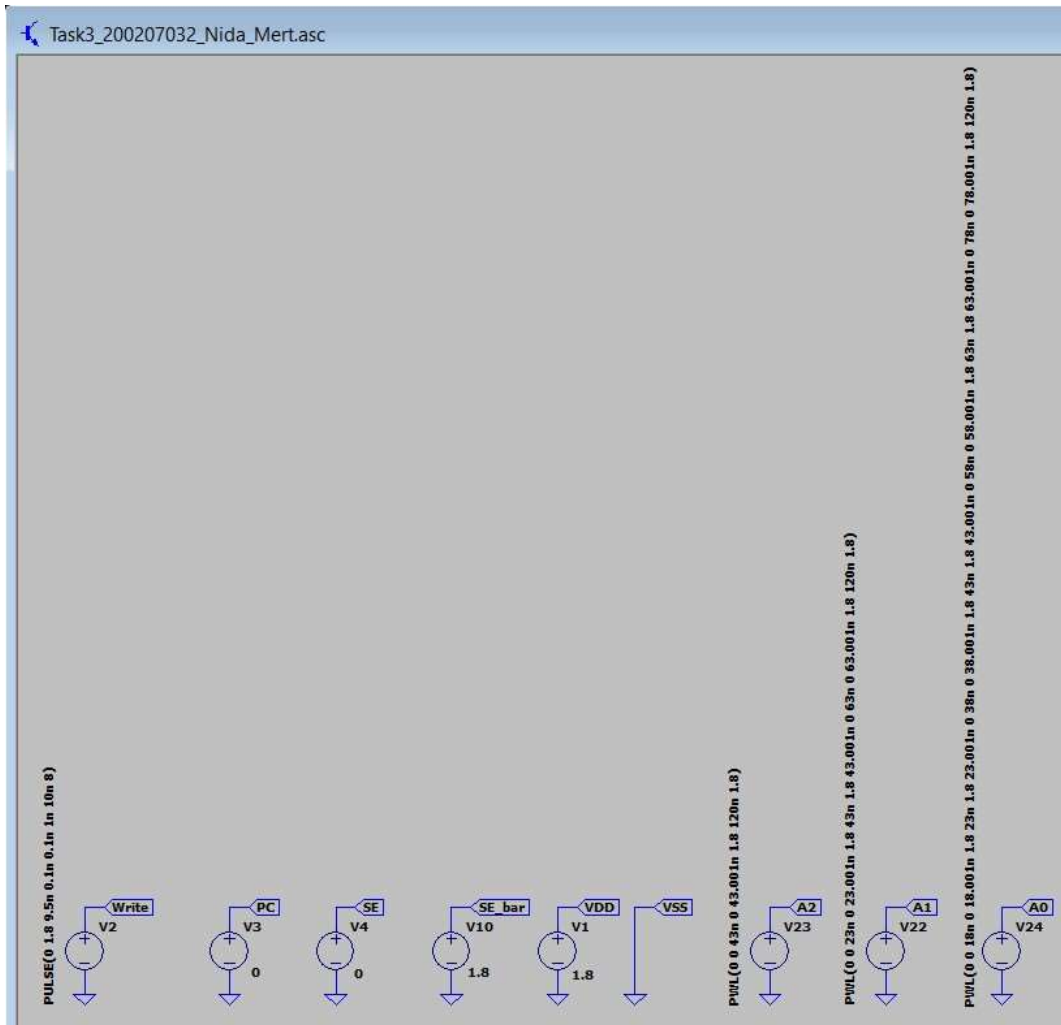 Task3_200207032_Nida_Mert.asc
PULSE(0 1.8 9.5n 0.1n 0.1n 1n 10n 8)
Write
V2
PC
V3
0
SE
V4
0
SE_bar
V10
1.8
VDD
V1
1.8
VSS
PWL(0 0 43n 0 43.001n 1.8 120n 1.8)
A2
V23
PWL(0 0 23n 0 23.001n 1.8 43n 1.8 43.001n 0 63n 0 63.001n 1.8 120n 1.8)
A1
V22
PWL(0 0 18n 0 18.001n 1.8 23n 1.8 23.001n 0 38n 0 38.001n 1.8 43n 1.8 43.001n 0 58n 0 58.001n 1.8 63n 1.8 63.001n 0 78n 0 78.001n 1.8 120n 1.8)
A0
V24